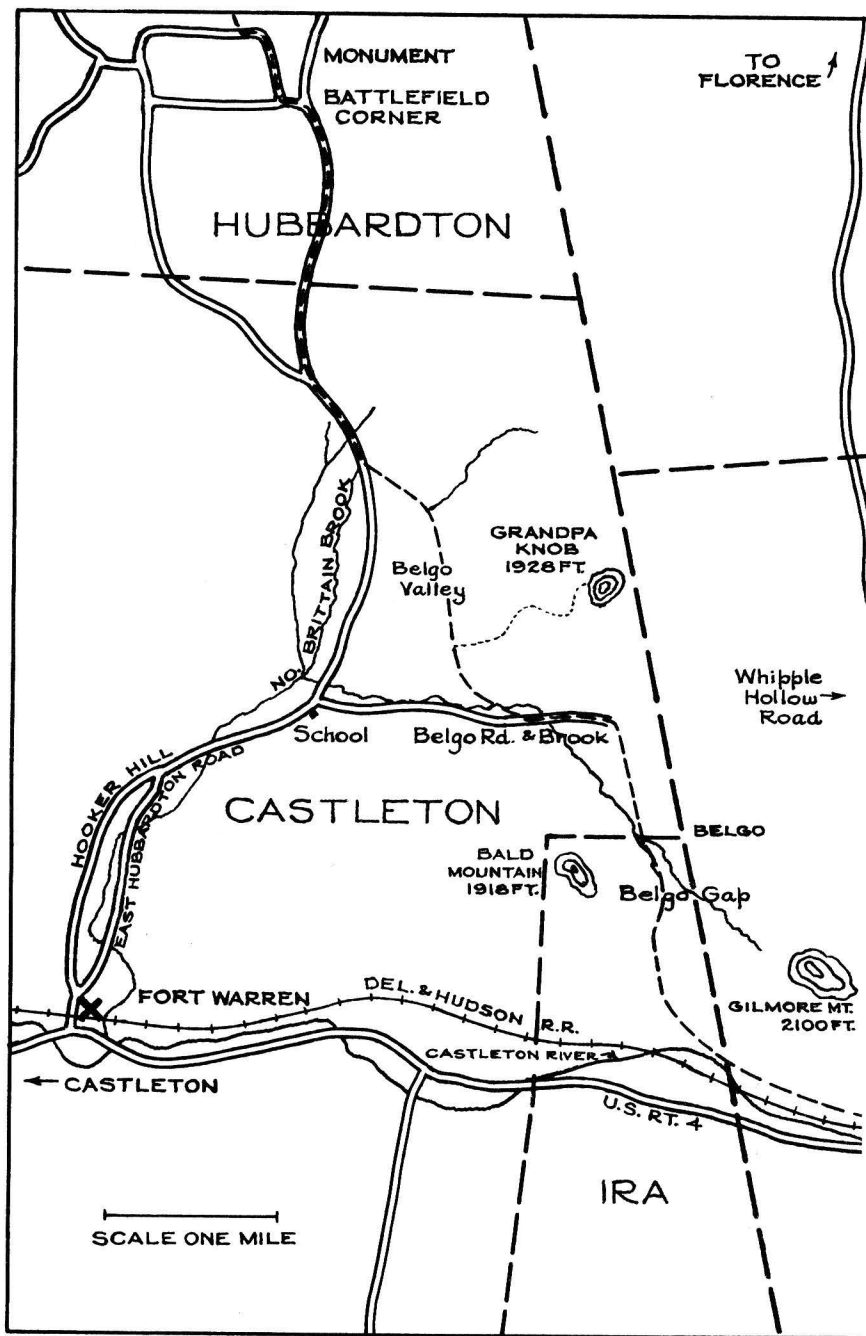 MONUMENT
TO
FLORENCE
BATTLEFIELD
CORNER
HUBBARDTON
NO. BRITTAIN BROOK
GRANDPA
KNOB
1928 FT.
Belgo
Valley
Whipple
Hollow
Road
School
Belgo Rd. & Brook
HOOKER HILL
EAST HUBBARDTON ROAD
CASTLETON
BELGO
BALD
MOUNTAIN
1918 FT.
Belgo Gap
FORT WARREN
DEL. & HUDSON
R.R.
GILMORE MT.
2100 FT.
CASTLETON RIVER
CASTLETON
U.S. RT. 4
IRA
SCALE ONE MILE